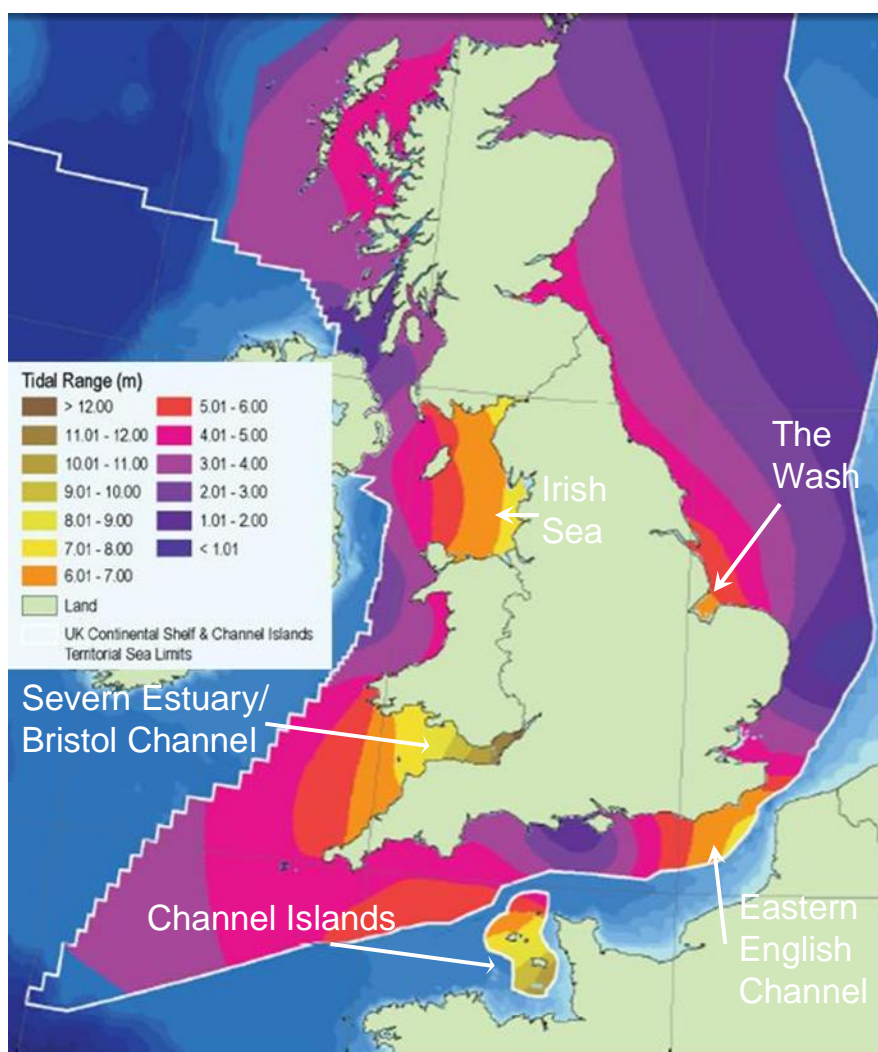 Tidal Range (m)
> 12.00
11.01 - 12.00
10.01 - 11.00
9.01 - 10.00
8.01 - 9.00
7.01 - 8.00
6.01 - 7.00
5.01 - 6.00
4.01 - 5.00
3.01 - 4.00
2.01 - 3.00
1.01 - 2.00
< 1.01
Land
UK Continental Shelf & Channel Islands
Territorial Sea Limits
The
Wash
Irish
Sea
Severn Estuary/
Bristol Channel
Channel Islands
Eastern
English
Channel